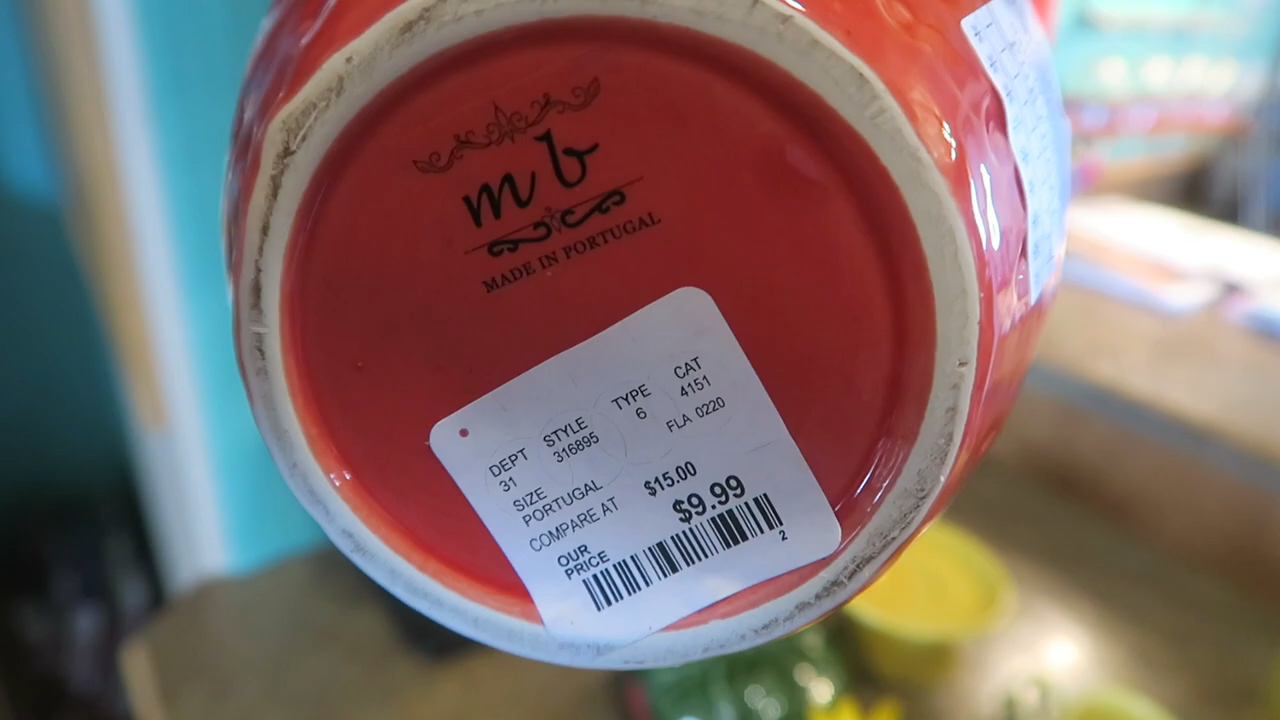 m b
MADE IN PORTUGAL
DEPT STYLE TYPE CAT
31 316895 6 4151
SIZE FLA 0220
PORTUGAL
COMPARE AT $15.00
OUR PRICE $9.99
2